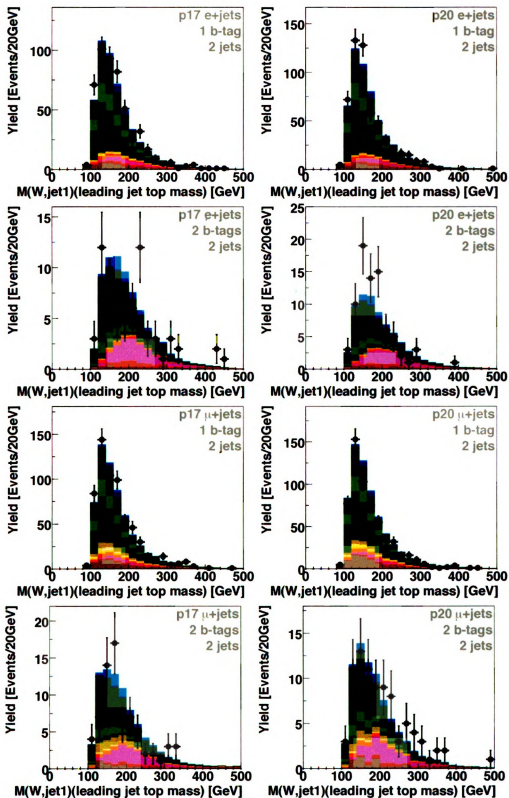 p17 e+jets
1 b-tag
2 jets
Yield [Events/20GeV]
100
50
0
0 100 200 300 400 500
M(W,jet1)(leading jet top mass) [GeV]
p20 e+jets
1 b-tag
2 jets
Yield [Events/20GeV]
150
100
50
0
0 100 200 300 400 500
M(W,jet1)(leading jet top mass) [GeV]
p17 e+jets
2 b-tags
2 jets
Yield [Events/20GeV]
15
10
5
0
0 100 200 300 400 500
M(W,jet1)(leading jet top mass) [GeV]
p20 e+jets
2 b-tags
2 jets
Yield [Events/20GeV]
25
20
15
10
5
0
0 100 200 300 400 500
M(W,jet1)(leading jet top mass) [GeV]
p17 μ+jets
1 b-tag
2 jets
Yield [Events/20GeV]
150
100
50
0
0 100 200 300 400 500
M(W,jet1)(leading jet top mass) [GeV]
p20 μ+jets
1 b-tag
2 jets
Yield [Events/20GeV]
150
100
50
0
0 100 200 300 400 500
M(W,jet1)(leading jet top mass) [GeV]
p17 μ+jets
2 b-tags
2 jets
Yield [Events/20GeV]
20
15
10
5
0
0 100 200 300 400 500
M(W,jet1)(leading jet top mass) [GeV]
p20 μ+jets
2 b-tags
2 jets
Yield [Events/20GeV]
15
10
5
0
0 100 200 300 400 500
M(W,jet1)(leading jet top mass) [GeV]